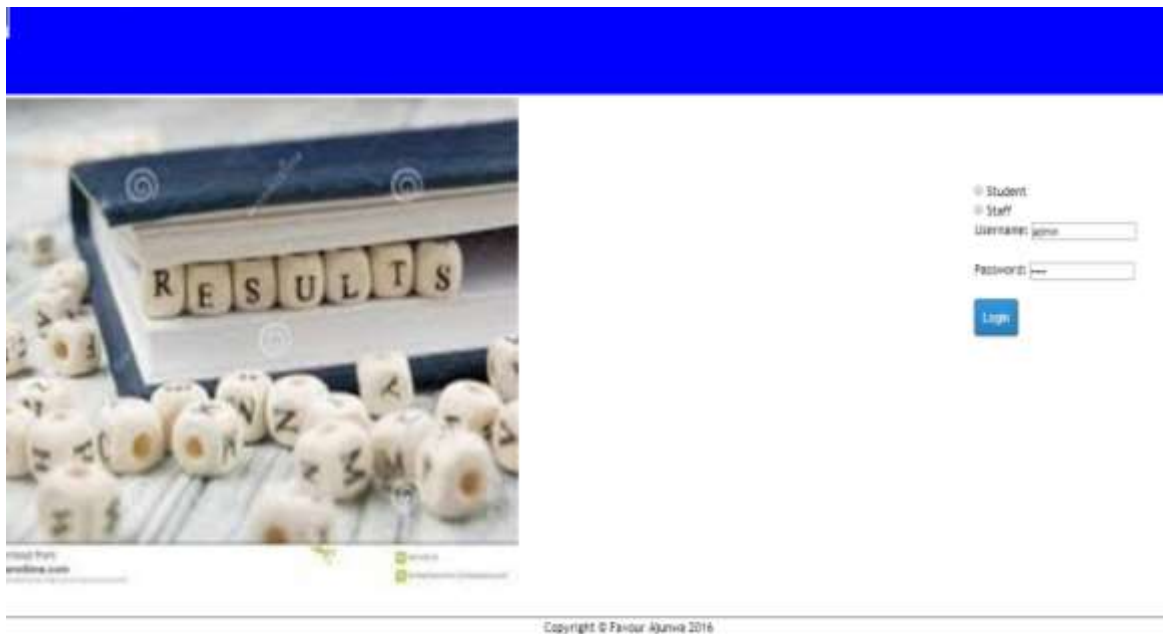 RESULTS
Student
Staff
Username: admin
Password: ....
Login
Copyright © Favour Ajunwa 2016